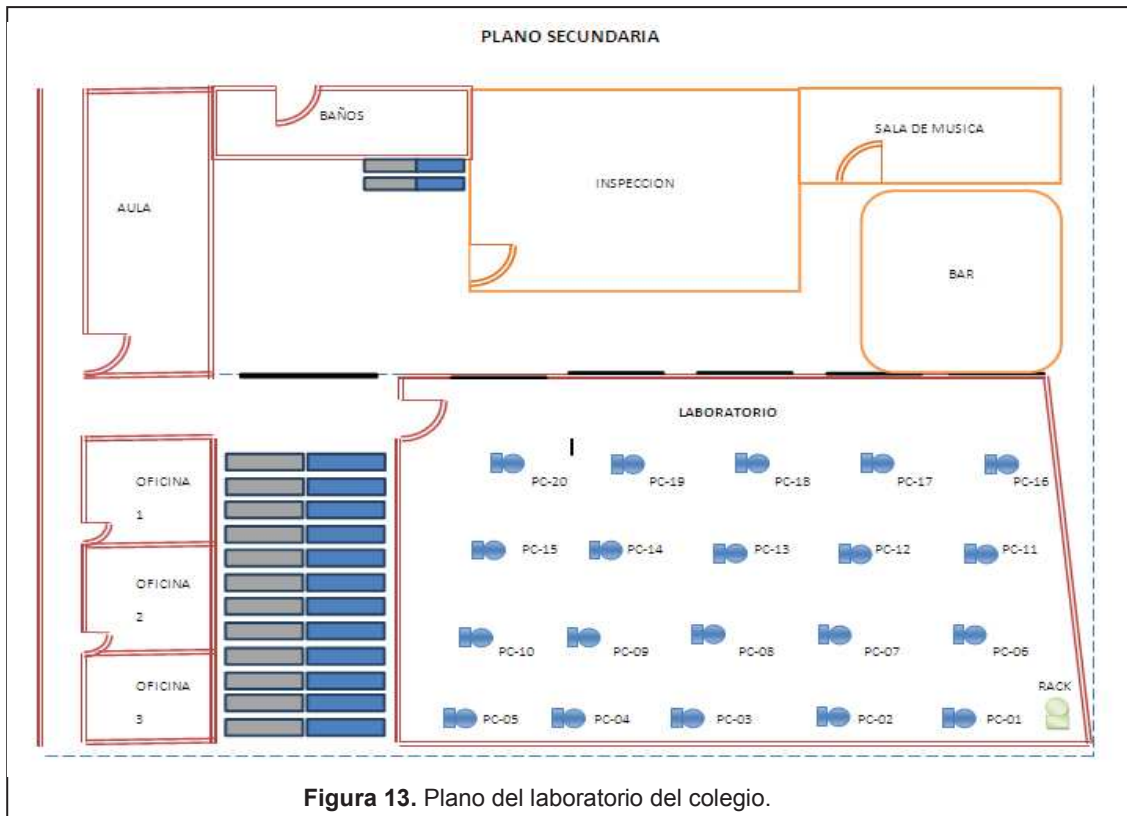 PLANO SECUNDARIA
BAÑOS
SALA DE MUSICA
INSPECCION
AULA
BAR
LABORATORIO
PC-20
PC-19
PC-18
PC-17
PC-16
OFICINA
1
PC-15
PC-14
PC-13
PC-12
PC-11
OFICINA
2
PC-10
PC-09
PC-08
PC-07
PC-06
OFICINA
3
RACK
PC-05
PC-04
PC-03
PC-02
PC-01
Figura 13. Plano del laboratorio del colegio.